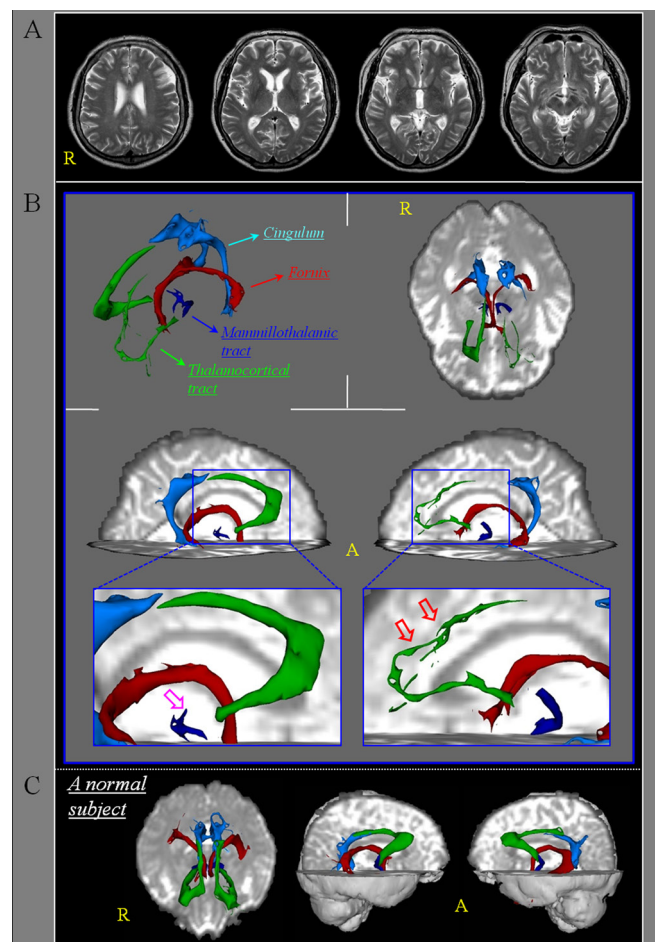 A
R
B
R
Cingulum
Fornix
Mammillothalamic
tract
Thalamocortical
tract
A
C
A normal
subject
R
A